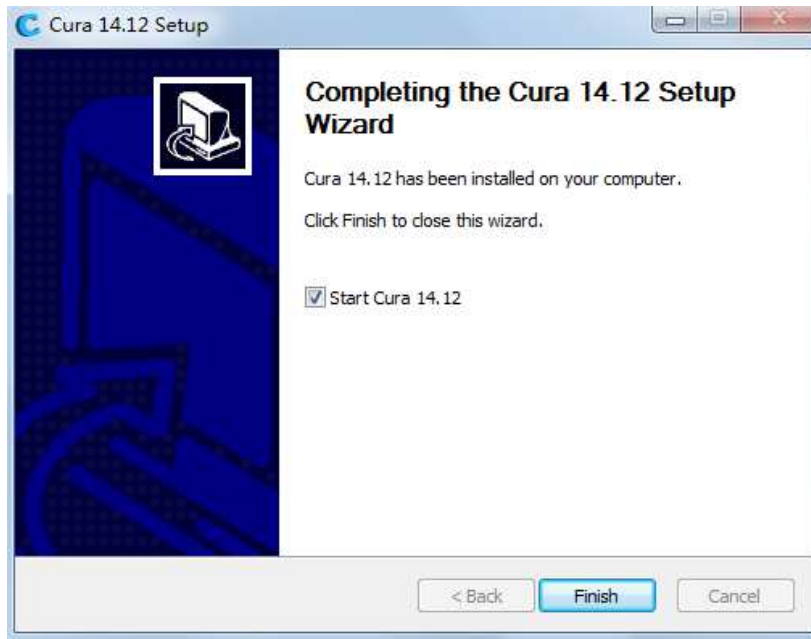 Cura 14.12 Setup
Completing the Cura 14.12 Setup
Wizard
Cura 14.12 has been installed on your computer.
Click Finish to close this wizard.
Start Cura 14.12
< Back
Finish
Cancel